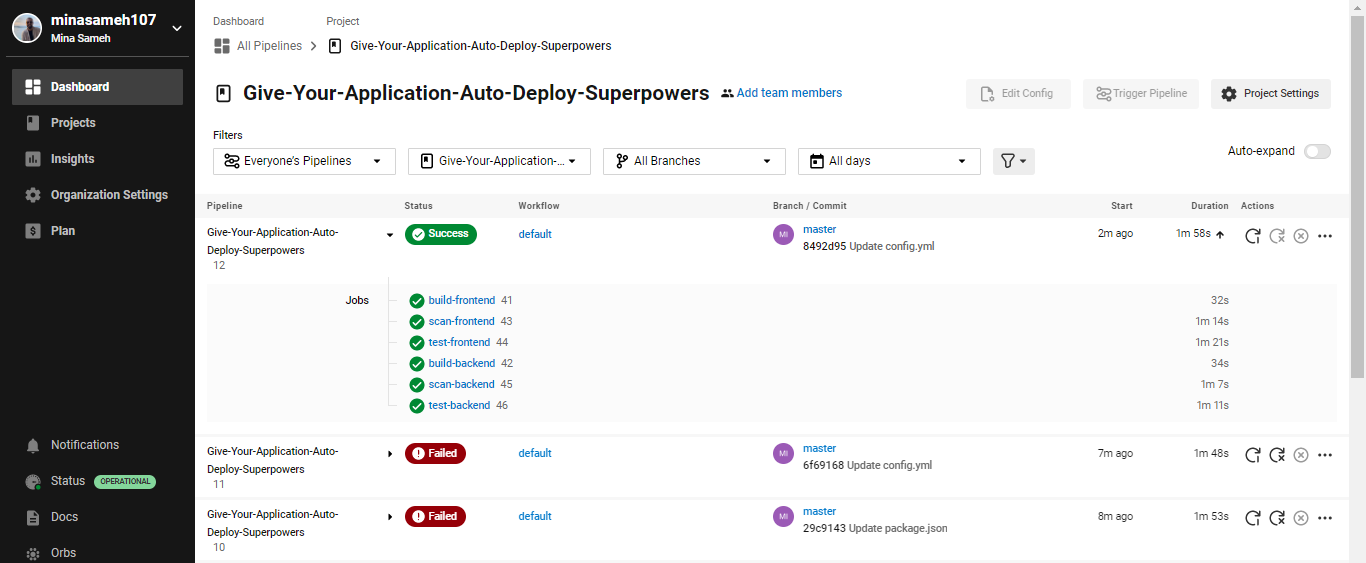 minasameh107
Mina Sameh
Dashboard
Projects
Insights
Organization Settings
Plan
Notifications
Status OPERATIONAL
Docs
Orbs
Dashboard Project
All Pipelines Give-Your-Application-Auto-Deploy-Superpowers
Give-Your-Application-Auto-Deploy-Superpowers Add team members Edit Config Trigger Pipeline Project Settings
Filters
Everyone's Pipelines Give-Your-Application-... All Branches All days Auto-expand
Pipeline Status Workflow Branch / Commit Start Duration Actions
Give-Your-Application-Auto-
Deploy-Superpowers
12
Success default MI master 2m ago 1m 58s
8492d95 Update config.yml
Jobs
build-frontend 41 32s
scan-frontend 43 1m 14s
test-frontend 44 1m 21s
build-backend 42 34s
scan-backend 45 1m 7s
test-backend 46 1m 11s
Give-Your-Application-Auto-
Deploy-Superpowers
11
Failed default MI master 7m ago 1m 48s
6f69168 Update config.yml
Give-Your-Application-Auto-
Deploy-Superpowers
10
Failed default MI master 8m ago 1m 53s
29c9143 Update package.json